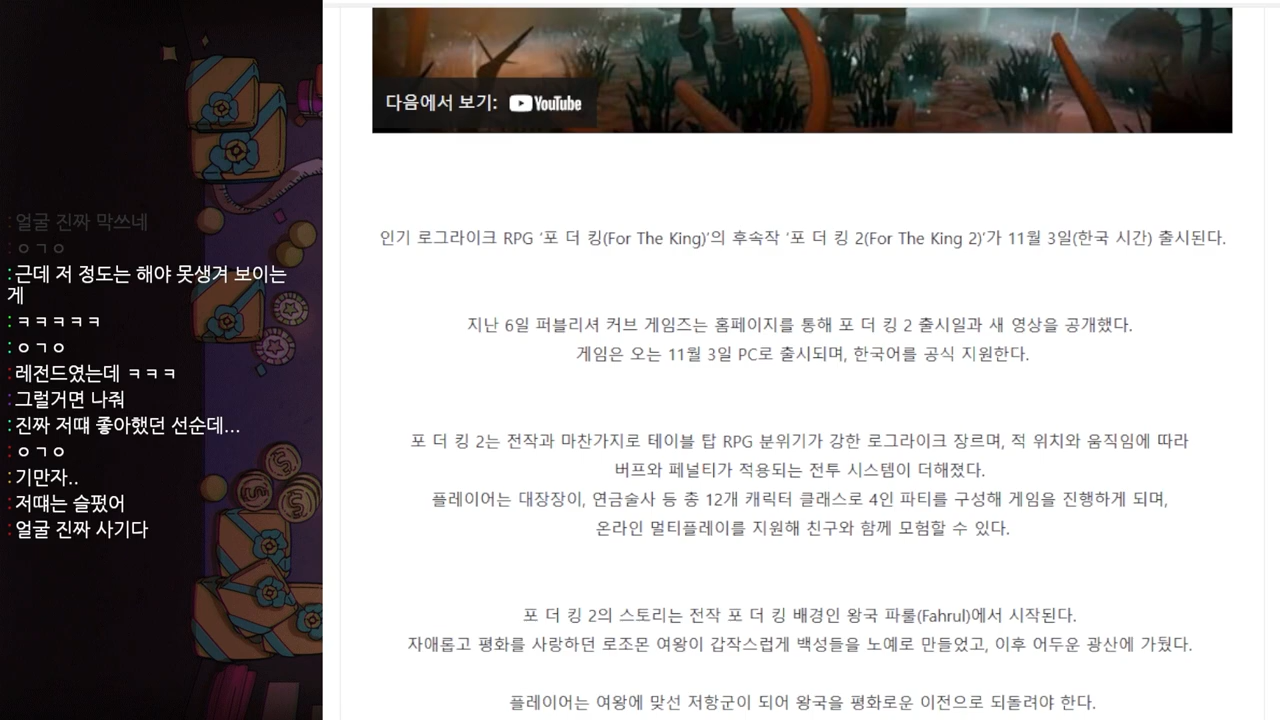 :얼굴 진짜 막쓰네
:ㅇㄱㅇ
:근데 저 정도는 해야 못생겨 보이는
게
:ㅋㅋㅋㅋㅋ
:ㅇㄱㅇ
:레전드였는데 ㅋㅋㅋ
:그럴거면 나줘
:진짜 저떄 좋아했던 선순데...
:ㅇㄱㅇ
:기만자..
:저떄는 슬펐어
:얼굴 진짜 사기다
다음에서 보기: YouTube
인기 로그라이크 RPG '포 더 킹(For The King)'의 후속작 '포 더 킹 2(For The King 2)'가 11월 3일(한국 시간) 출시된다.
지난 6일 퍼블리셔 커브 게임즈는 홈페이지를 통해 포 더 킹 2 출시일과 새 영상을 공개했다.
게임은 오는 11월 3일 PC로 출시되며, 한국어를 공식 지원한다.
포 더 킹 2는 전작과 마찬가지로 테이블 탑 RPG 분위기가 강한 로그라이크 장르며, 적 위치와 움직임에 따라
버프와 페널티가 적용되는 전투 시스템이 더해졌다.
플레이어는 대장장이, 연금술사 등 총 12개 캐릭터 클래스로 4인 파티를 구성해 게임을 진행하게 되며,
온라인 멀티플레이를 지원해 친구와 함께 모험할 수 있다.
포 더 킹 2의 스토리는 전작 포 더 킹 배경인 왕국 파룰(Fahrul)에서 시작된다.
자애롭고 평화를 사랑하던 로조몬 여왕이 갑작스럽게 백성들을 노예로 만들었고, 이후 어두운 광산에 가뒀다.
플레이어는 여왕에 맞선 저항군이 되어 왕국을 평화로운 이전으로 되돌려야 한다.